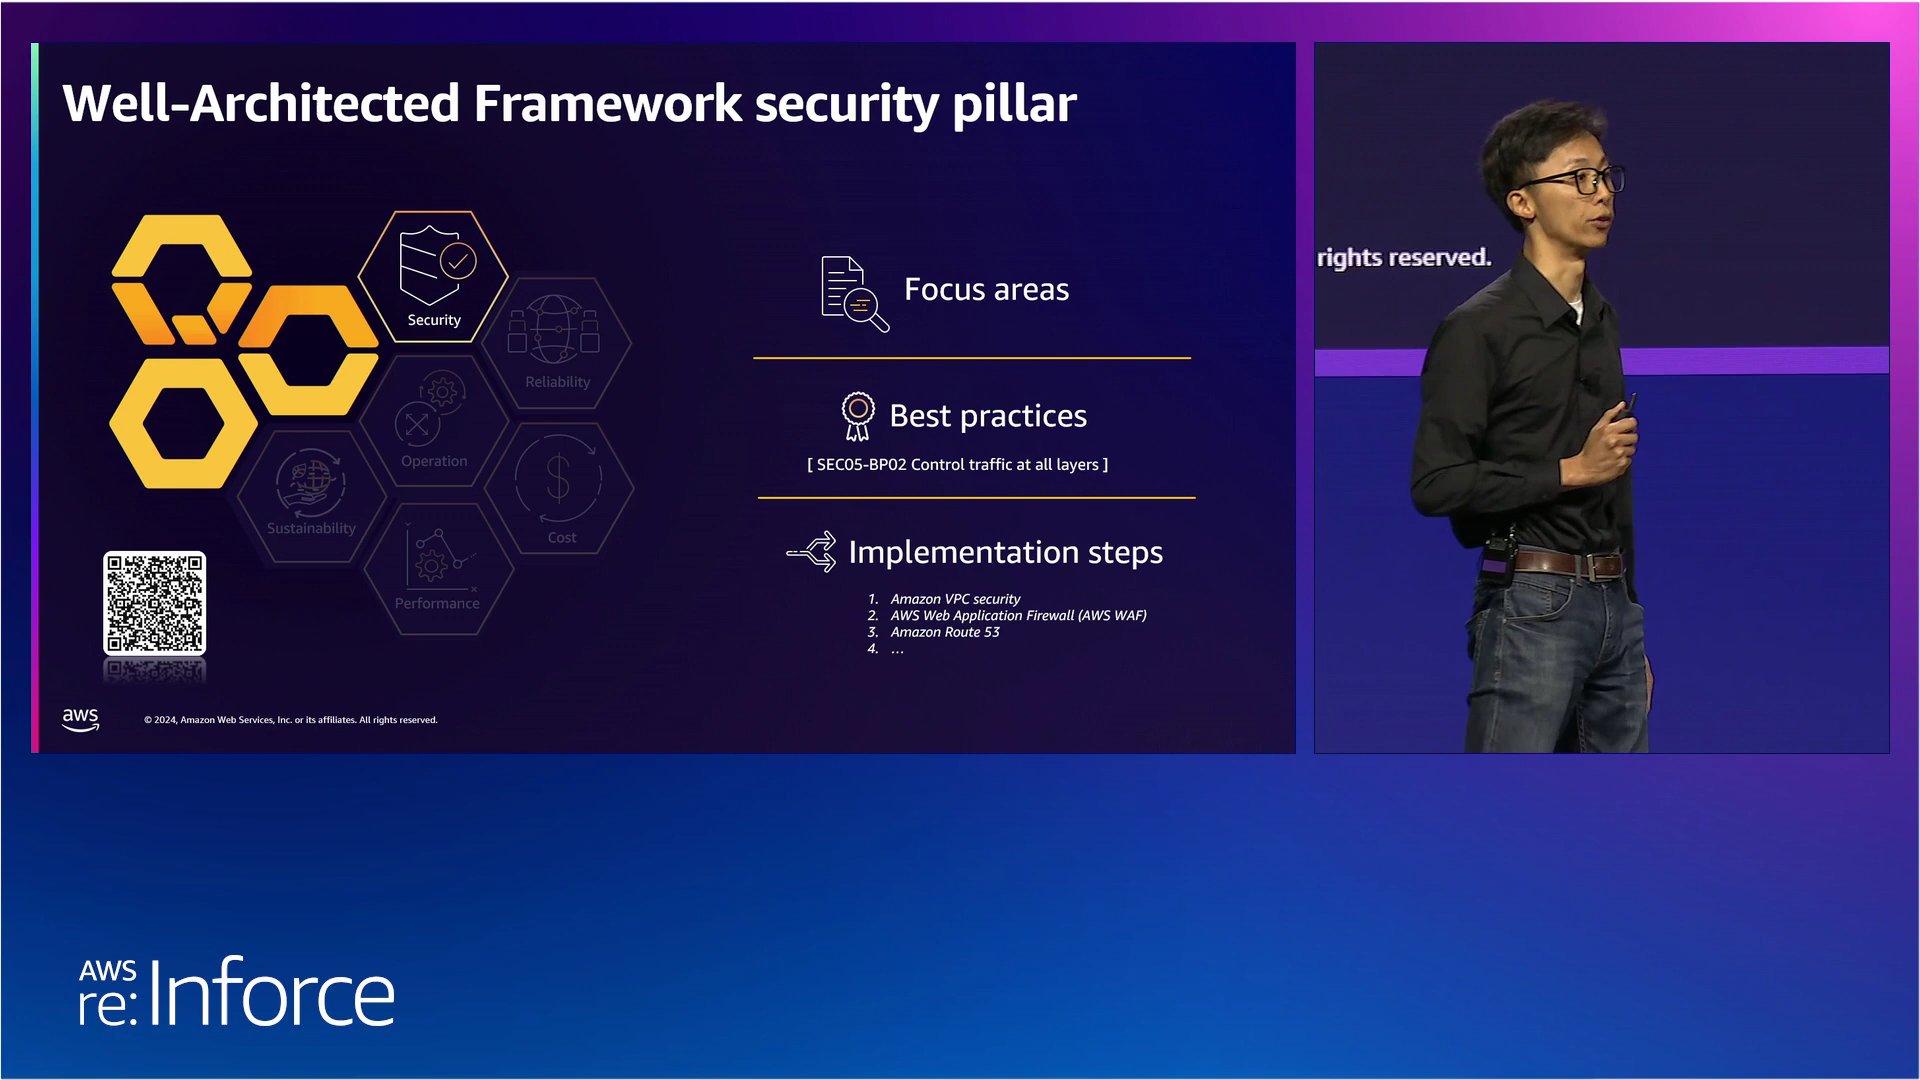 Well-Architected Framework security pillar
Security
Reliability
Operation
Sustainability
Cost
Performance
Focus areas
Best practices
[ SEC05-BP02 Control traffic at all layers ]
Implementation steps
1. Amazon VPC security
2. AWS Web Application Firewall (AWS WAF)
3. Amazon Route 53
4. ...
aws
© 2024, Amazon Web Services, Inc. or its affiliates. All rights reserved.
rights reserved.
AWS
re:Inforce